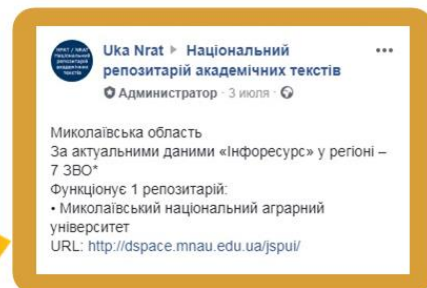 Uka Nrat ▸ Національний
репозитарій академічних текстів
Администратор · 3 июля ·
Миколаївська область
За актуальними даними «Інфоресурс» у регіоні –
7 ЗВО*
Функціонує 1 репозитарій:
• Миколаївський національний аграрний
університет
URL: http://dspace.mnau.edu.ua/jspui/